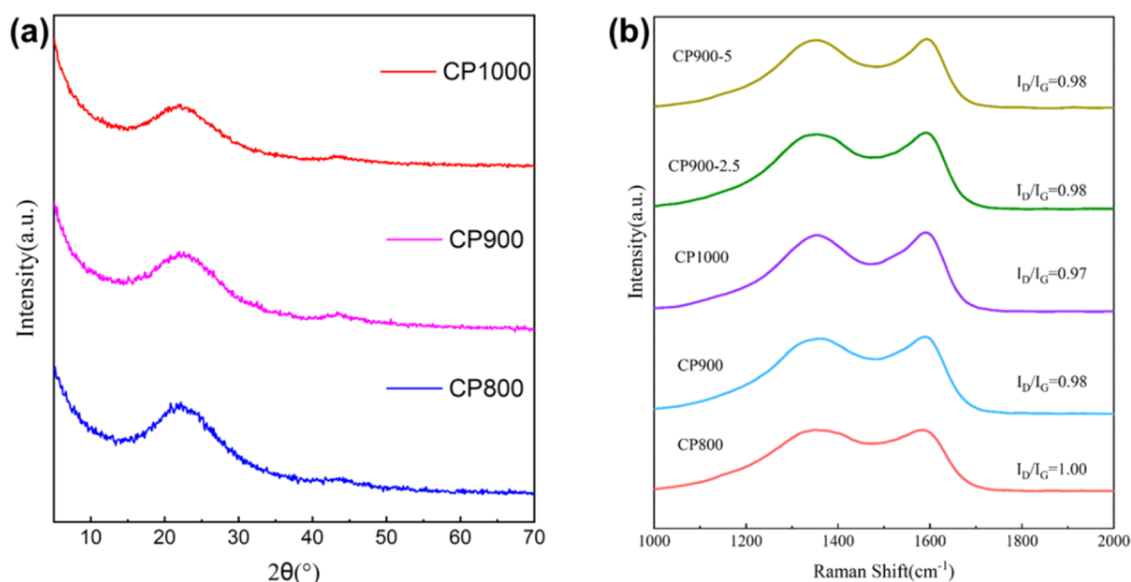 (a)
CP1000
CP900
CP800
Intensity(a.u.)
10 20 30 40 50 60 70
2θ(°)
(b)
CP900-5
I_D/I_G=0.98
CP900-2.5
I_D/I_G=0.98
CP1000
I_D/I_G=0.97
CP900
I_D/I_G=0.98
CP800
I_D/I_G=1.00
Intensity(a.u.)
1000 1200 1400 1600 1800 2000
Raman Shift(cm⁻¹)